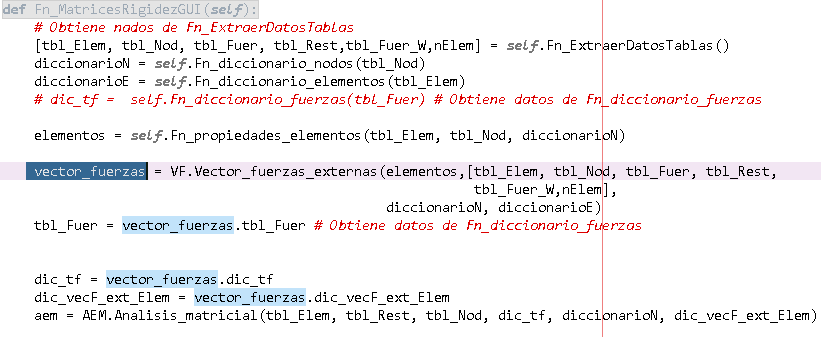 def Fn_MatricesRigidezGUI(self):
# Obtiene nados de Fn_ExtraerDatosTablas
[tbl_Elem, tbl_Nod, tbl_Fuer, tbl_Rest,tbl_Fuer_W,nElem] = self.Fn_ExtraerDatosTablas()
diccionarioN = self.Fn_diccionario_nodos(tbl_Nod)
diccionarioE = self.Fn_diccionario_elementos(tbl_Elem)
# dic_tf =  self.Fn_diccionario_fuerzas(tbl_Fuer) # Obtiene datos de Fn_diccionario_fuerzas
elementos = self.Fn_propiedades_elementos(tbl_Elem, tbl_Nod, diccionarioN)
vector_fuerzas = VF.Vector_fuerzas_externas(elementos,[tbl_Elem, tbl_Nod, tbl_Fuer, tbl_Rest,
tbl_Fuer_W,nElem],
diccionarioN, diccionarioE)
tbl_Fuer = vector_fuerzas.tbl_Fuer # Obtiene datos de Fn_diccionario_fuerzas
dic_tf = vector_fuerzas.dic_tf
dic_vecF_ext_Elem = vector_fuerzas.dic_vecF_ext_Elem
aem = AEM.Analisis_matricial(tbl_Elem, tbl_Rest, tbl_Nod, dic_tf, diccionarioN, dic_vecF_ext_Elem)